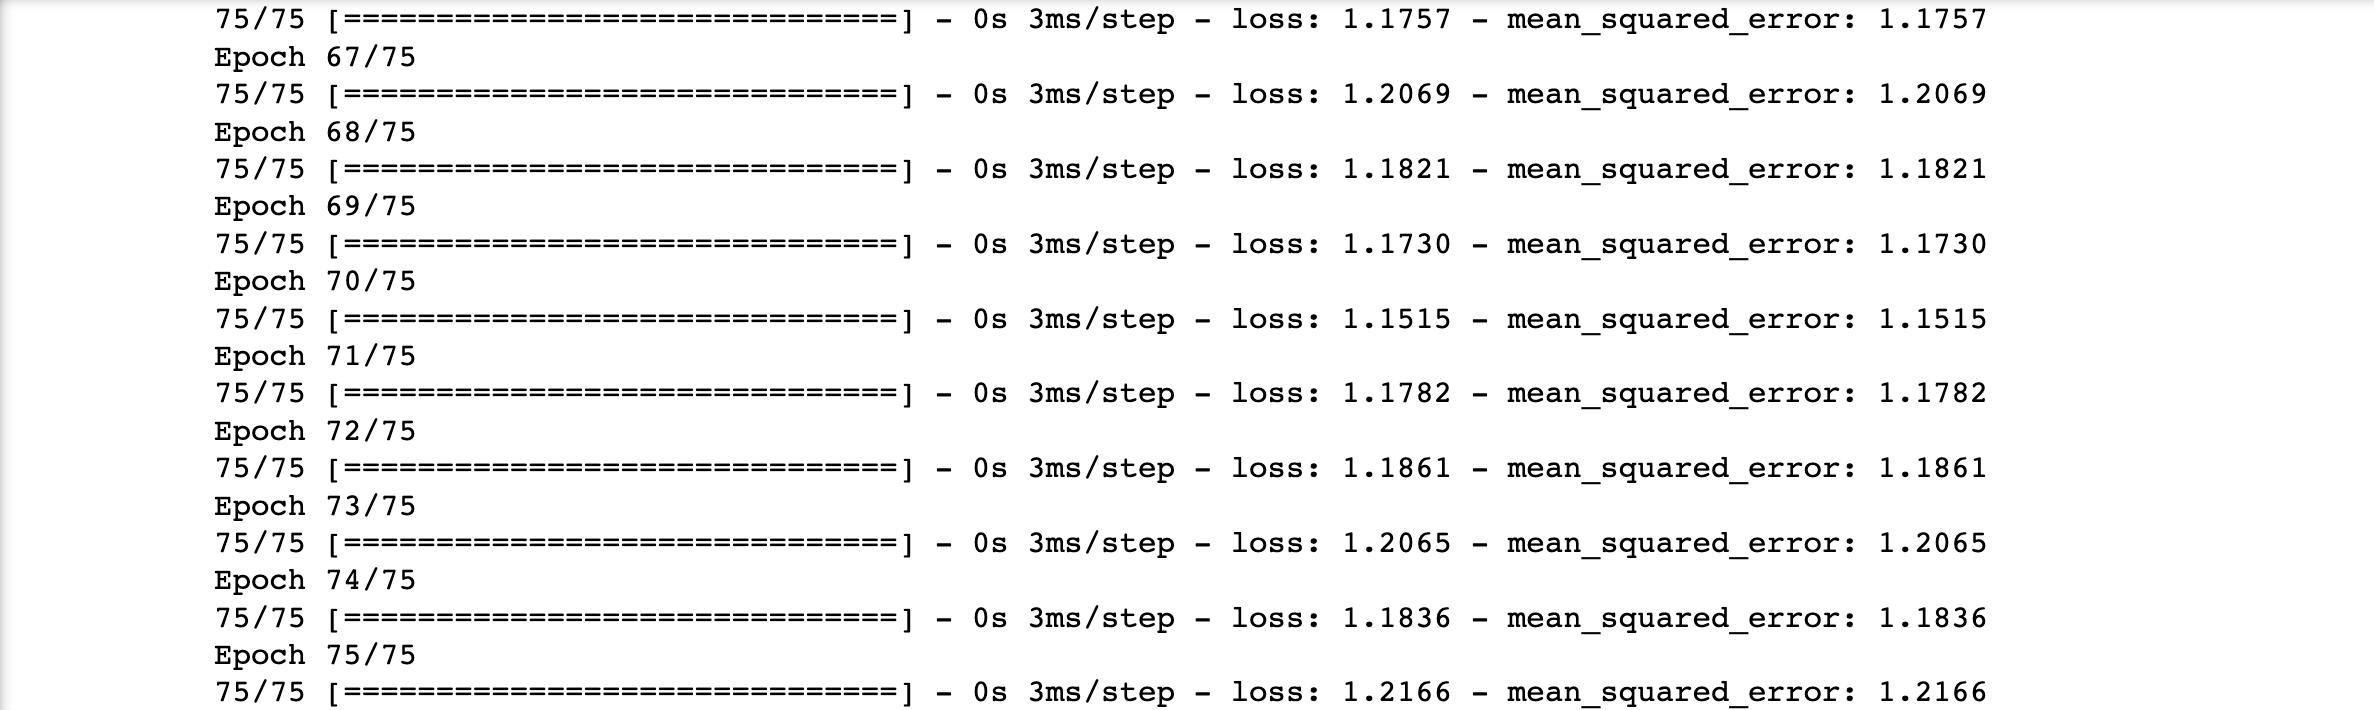 75/75 [==============================] - 0s 3ms/step - loss: 1.1757 - mean_squared_error: 1.1757
Epoch 67/75
75/75 [==============================] - 0s 3ms/step - loss: 1.2069 - mean_squared_error: 1.2069
Epoch 68/75
75/75 [==============================] - 0s 3ms/step - loss: 1.1821 - mean_squared_error: 1.1821
Epoch 69/75
75/75 [==============================] - 0s 3ms/step - loss: 1.1730 - mean_squared_error: 1.1730
Epoch 70/75
75/75 [==============================] - 0s 3ms/step - loss: 1.1515 - mean_squared_error: 1.1515
Epoch 71/75
75/75 [==============================] - 0s 3ms/step - loss: 1.1782 - mean_squared_error: 1.1782
Epoch 72/75
75/75 [==============================] - 0s 3ms/step - loss: 1.1861 - mean_squared_error: 1.1861
Epoch 73/75
75/75 [==============================] - 0s 3ms/step - loss: 1.2065 - mean_squared_error: 1.2065
Epoch 74/75
75/75 [==============================] - 0s 3ms/step - loss: 1.1836 - mean_squared_error: 1.1836
Epoch 75/75
75/75 [==============================] - 0s 3ms/step - loss: 1.2166 - mean_squared_error: 1.2166